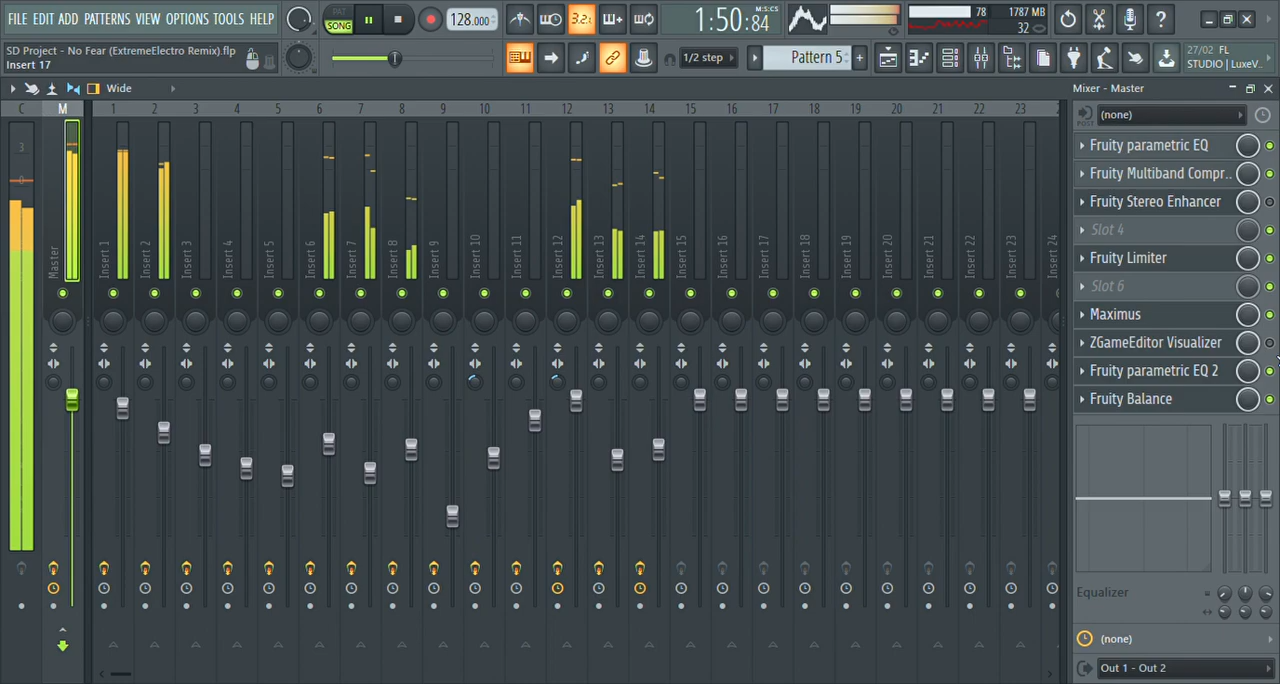 FILE EDIT ADD PATTERNS VIEW OPTIONS TOOLS HELP
PAT
SONG
128.000
3.2
1:50:84
M:S:CS
78
1787 MB
32
SD Project - No Fear (ExtremeElectro Remix).flp
Insert 17
1/2 step
Pattern 5
27/02 FL
STUDIO | LuxeV..
Wide
Mixer - Master
C M 1 2 3 4 5 6 7 8 9 10 11 12 13 14 15 16 17 18 19 20 21 22 23 2
3
0
Master
Insert 1
Insert 2
Insert 3
Insert 4
Insert 5
Insert 6
Insert 7
Insert 8
Insert 9
Insert 10
Insert 11
Insert 12
Insert 13
Insert 14
Insert 15
Insert 16
Insert 17
Insert 18
Insert 19
Insert 20
Insert 21
Insert 22
Insert 23
Insert 24
POST
(none)
Fruity parametric EQ
Fruity Multiband Compr..
Fruity Stereo Enhancer
Slot 4
Fruity Limiter
Slot 6
Maximus
ZGameEditor Visualizer
Fruity parametric EQ 2
Fruity Balance
Equalizer
(none)
Out 1 - Out 2